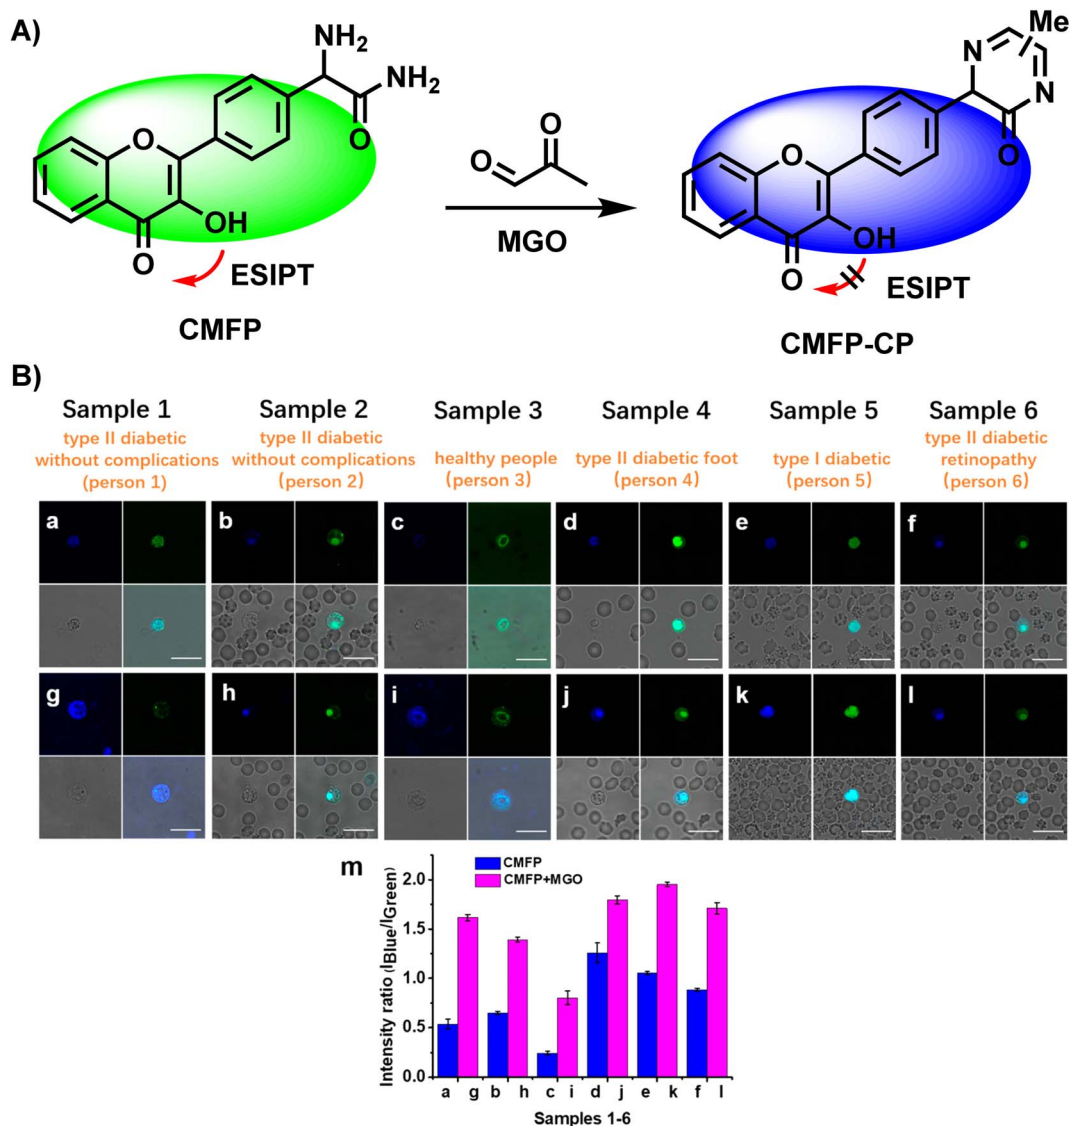 A)
NH2
NH2
O
O
OH
O
ESIPT
CMFP
O
O
MGO
Me
N
N
O
O
OH
O
ESIPT
CMFP-CP
B)
Sample 1
type II diabetic
without complications
(person 1)
Sample 2
type II diabetic
without complications
(person 2)
Sample 3
healthy people
(person 3)
Sample 4
type II diabetic foot
(person 4)
Sample 5
type I diabetic
(person 5)
Sample 6
type II diabetic
retinopathy
(person 6)
a
b
c
d
e
f
g
h
i
j
k
l
m
CMFP
CMFP+MGO
Intensity ratio (IBlue/IGreen)
2.0
1.5
1.0
0.5
0.0
a g b h c i d j e k f l
Samples 1-6